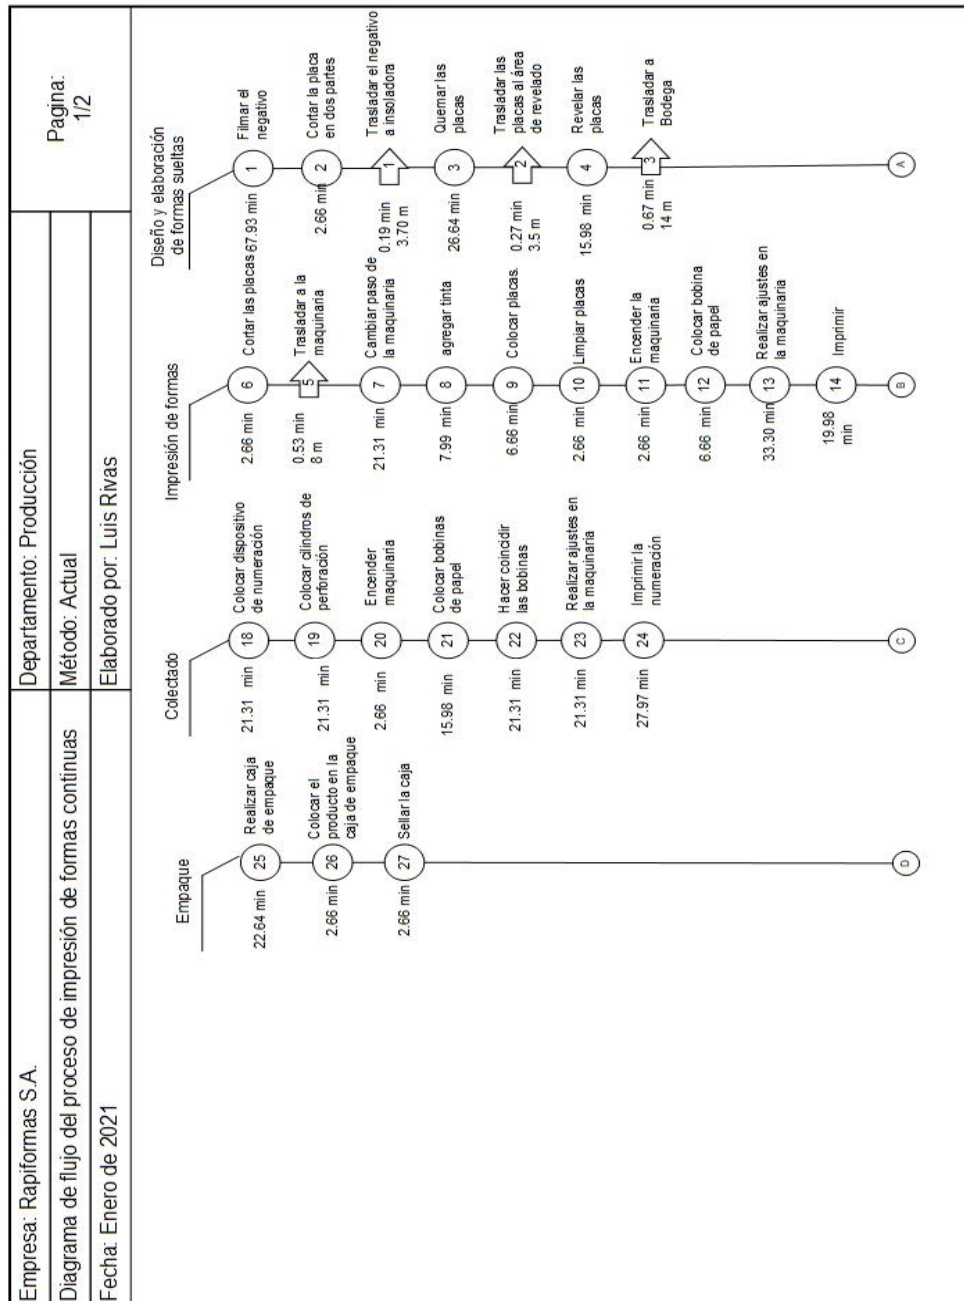 Empresa: Rapiformas S.A.
Departamento: Producción
Pagina:
1/2
Diagrama de flujo del proceso de impresión de formas continuas
Método: Actual
Fecha: Enero de 2021
Elaborado por: Luis Rivas
Empaque
22.64 min
25
Realizar caja
de empaque
2.66 min
26
Colocar el
producto en la
caja de empaque
2.66 min
27
Sellar la caja
D
Colectado
21.31 min
18
Colocar dispositivo
de numeración
21.31 min
19
Colocar cilindros de
perforación
2.66 min
20
Encender
maquinaria
15.98 min
21
Colocar bobinas
de papel
21.31 min
22
Hacer coincidir
las bobinas
21.31 min
23
Realizar ajustes en
la maquinaria
27.97 min
24
Imprimir la
numeración
C
Impresión de formas
2.66 min
6
Cortar las placas
0.53 min
8 m
5
Trasladar a la
maquinaria
21.31 min
7
Cambiar paso de
la maquinaria
7.99 min
8
agregar tinta
6.66 min
9
Colocar placas.
2.66 min
10
Limpiar placas
2.66 min
11
Encender la
maquinaria
6.66 min
12
Colocar bobina
de papel
33.30 min
13
Realizar ajustes en
la maquinaria
19.98
min
14
Imprimir
B
Diseño y elaboración
de formas sueltas
67.93 min
1
Filmar el
negativo
2.66 min
2
Cortar la placa
en dos partes
0.19 min
3.70 m
1
Trasladar el negativo
a insoladora
26.64 min
3
Quemar las
placas
0.27 min
3.5 m
2
Trasladar las
placas al área
de revelado
15.98 min
4
Revelar las
placas
0.67 min
14 m
3
Trasladar a
Bodega
A